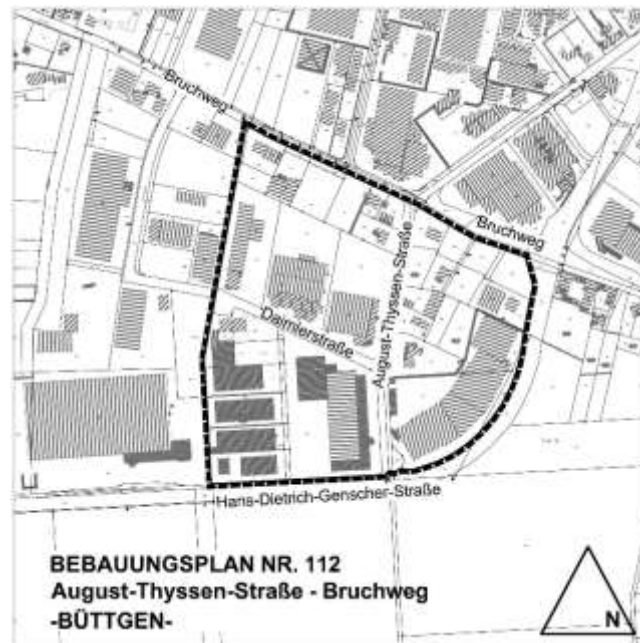 Bruchweg
Bruchweg
August-Thyssen-Straße
Daimlerstraße
Hans-Dietrich-Genscher-Straße
BEBAUUNGSPLAN NR. 112
August-Thyssen-Straße - Bruchweg
-BÜTTGEN-
N